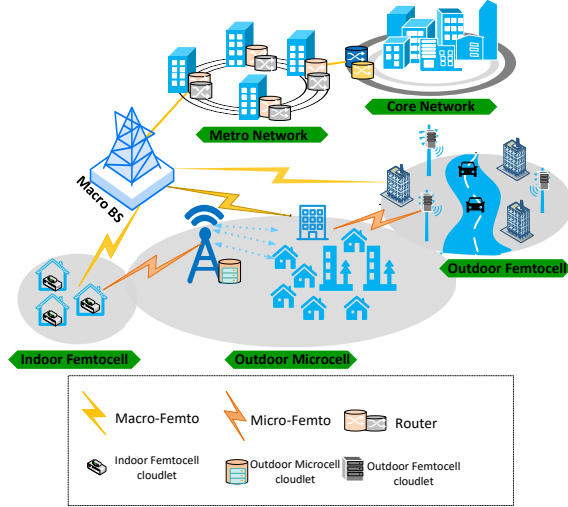 Core Network
Metro Network
Macro BS
Outdoor Femtocell
Indoor Femtocell
Outdoor Microcell
Macro-Femto
Micro-Femto
Router
Indoor Femtocell
cloudlet
Outdoor Microcell
cloudlet
Outdoor Femtocell
cloudlet